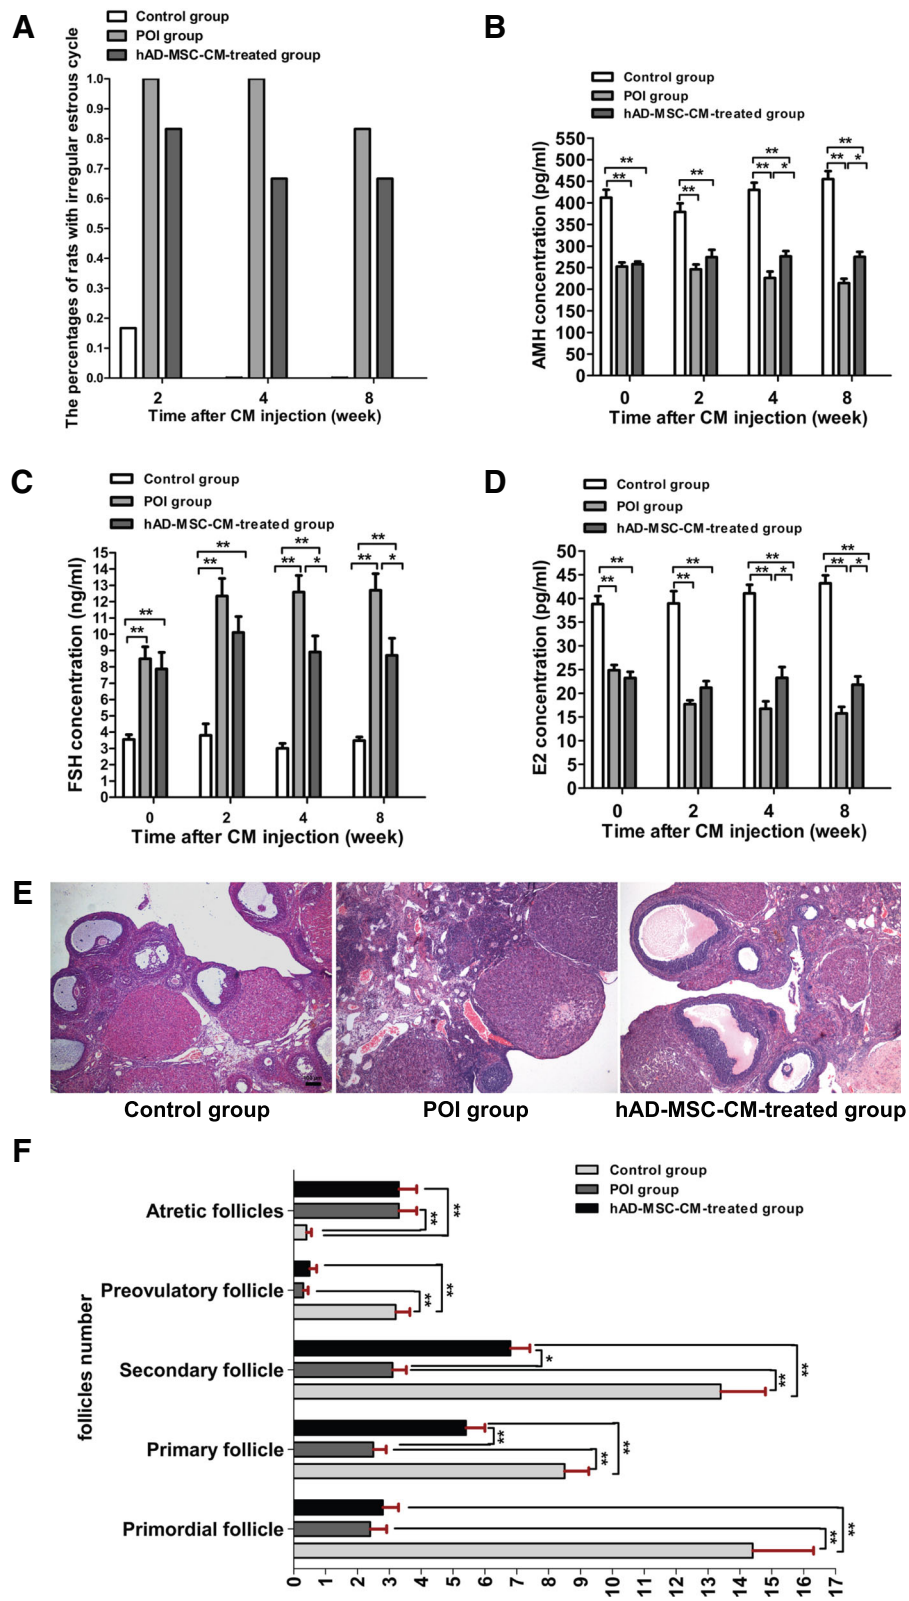 A
Control group
POI group
hAD-MSC-CM-treated group
The percentages of rats with irregular estrous cycle
1.0
0.9
0.8
0.7
0.6
0.5
0.4
0.3
0.2
0.1
0.0
2 4 8
Time after CM injection (week)
B
Control group
POI group
hAD-MSC-CM-treated group
AMH concentration (pg/ml)
550
500
450
400
350
300
250
200
150
100
50
0
** ** ** ** ** ** * ** ** *
0 2 4 8
Time after CM injection (week)
C
Control group
POI group
hAD-MSC-CM-treated group
FSH concentration (ng/ml)
15
14
13
12
11
10
9
8
7
6
5
4
3
2
1
0
** ** ** ** ** ** * ** ** *
0 2 4 8
Time after CM injection (week)
D
Control group
POI group
hAD-MSC-CM-treated group
E2 concentration (pg/ml)
50
45
40
35
30
25
20
15
10
5
0
** ** ** ** ** ** * ** ** *
0 2 4 8
Time after CM injection (week)
E
Control group POI group hAD-MSC-CM-treated group
F
Control group
POI group
hAD-MSC-CM-treated group
follicles number
Atretic follicles
** **
Preovulatory follicle
** **
Secondary follicle
* ** **
Primary follicle
** ** **
Primordial follicle
** **
0 1 2 3 4 5 6 7 8 9 10 11 12 13 14 15 16 17